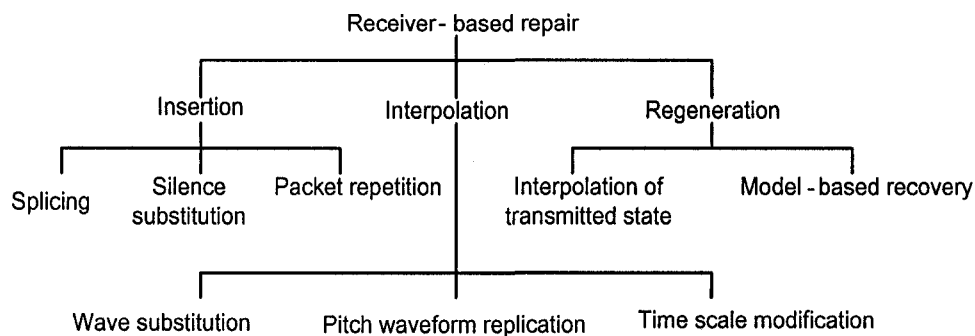 Receiver - based repair
Insertion
Interpolation
Regeneration
Splicing
Silence
substitution
Packet repetition
Interpolation of
transmitted state
Model - based recovery
Wave substitution
Pitch waveform replication
Time scale modification